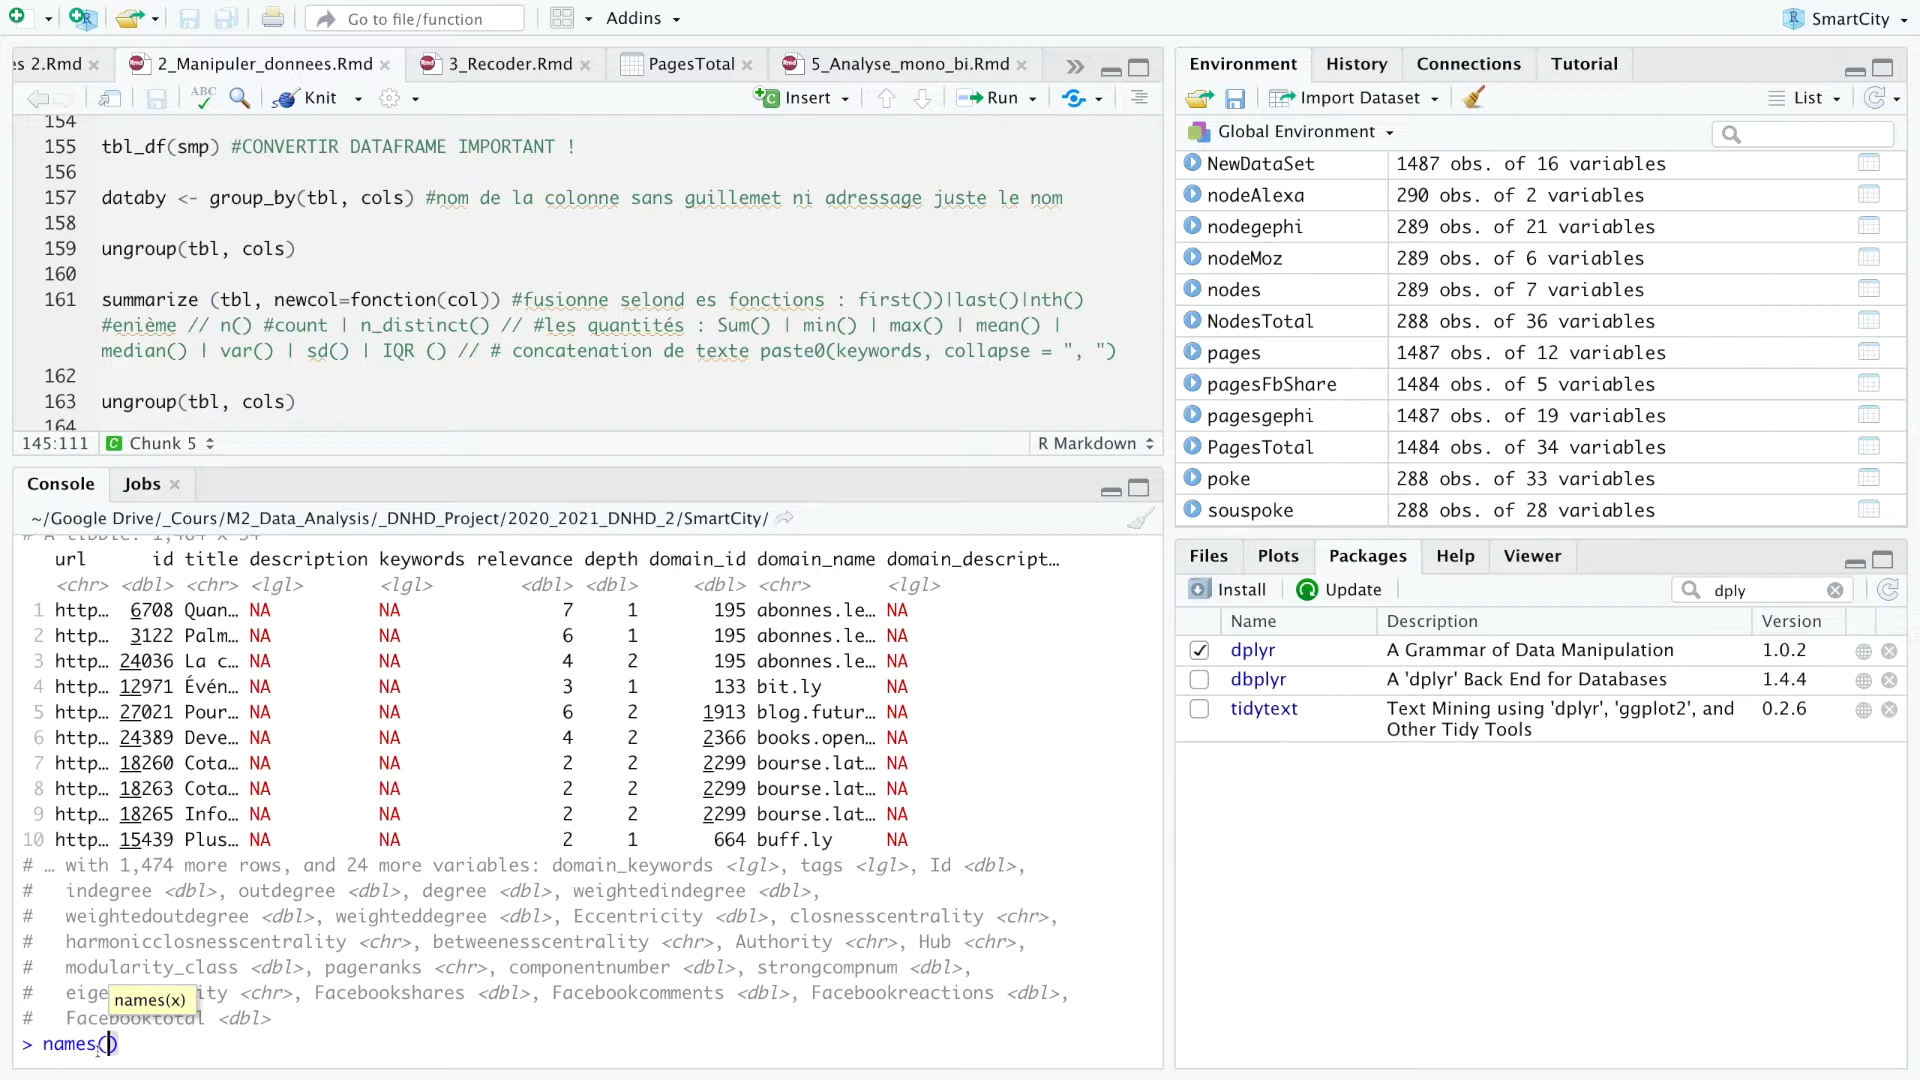 Go to file/function
Addins
SmartCity
es 2.Rmd
2_Manipuler_donnees.Rmd
3_Recoder.Rmd
PagesTotal
5_Analyse_mono_bi.Rmd
ABC
Knit
Insert
Run
154
155 tbl_df(smp) #CONVERTIR DATAFRAME IMPORTANT !
156
157 databy <- group_by(tbl, cols) #nom de la colonne sans guillemet ni adressage juste le nom
158
159 ungroup(tbl, cols)
160
161 summarize (tbl, newcol=fonction(col)) #fusionne selond es fonctions : first())|last()|nth()
#enième // n() #count | n_distinct() // #les quantités : Sum() | min() | max() | mean() |
median() | var() | sd() | IQR () // # concatenation de texte paste0(keywords, collapse = ", ")
162
163 ungroup(tbl, cols)
164
145:111 Chunk 5 R Markdown
Console Jobs
~/Google Drive/_Cours/M2_Data_Analysis/_DNHD_Project/2020_2021_DNHD_2/SmartCity/
# A tibble: 1,484 x 34
url id title description keywords relevance depth domain_id domain_name domain_descript…
<chr> <dbl> <chr> <lgl> <lgl> <dbl> <dbl> <dbl> <chr> <lgl>
1 http… 6708 Quan… NA NA 7 1 195 abonnes.le… NA
2 http… 3122 Palm… NA NA 6 1 195 abonnes.le… NA
3 http… 24036 La c… NA NA 4 2 195 abonnes.le… NA
4 http… 12971 Évén… NA NA 3 1 133 bit.ly NA
5 http… 27021 Pour… NA NA 6 2 1913 blog.futur… NA
6 http… 24389 Deve… NA NA 4 2 2366 books.open… NA
7 http… 18260 Cota… NA NA 2 2 2299 bourse.lat… NA
8 http… 18263 Cota… NA NA 2 2 2299 bourse.lat… NA
9 http… 18265 Info… NA NA 2 2 2299 bourse.lat… NA
10 http… 15439 Plus… NA NA 2 1 664 buff.ly NA
# … with 1,474 more rows, and 24 more variables: domain_keywords <lgl>, tags <lgl>, Id <dbl>,
# indegree <dbl>, outdegree <dbl>, degree <dbl>, weightedindegree <dbl>,
# weightedoutdegree <dbl>, weighteddegree <dbl>, Eccentricity <dbl>, closnesscentrality <chr>,
# harmonicclosnesscentrality <chr>, betweenesscentrality <chr>, Authority <chr>, Hub <chr>,
# modularity_class <dbl>, pageranks <chr>, componentnumber <dbl>, strongcompnum <dbl>,
# eige ity <chr>, Facebookshares <dbl>, Facebookcomments <dbl>, Facebookreactions <dbl>,
names(x)
# Facebooktotal <dbl>
> names()
Environment History Connections Tutorial
Import Dataset List
Global Environment
NewDataSet 1487 obs. of 16 variables
nodeAlexa 290 obs. of 2 variables
nodegephi 289 obs. of 21 variables
nodeMoz 289 obs. of 6 variables
nodes 289 obs. of 7 variables
NodesTotal 288 obs. of 36 variables
pages 1487 obs. of 12 variables
pagesFbShare 1484 obs. of 5 variables
pagesgephi 1487 obs. of 19 variables
PagesTotal 1484 obs. of 34 variables
poke 288 obs. of 33 variables
souspoke 288 obs. of 28 variables
Files Plots Packages Help Viewer
Install Update dply
Name Description Version
dplyr A Grammar of Data Manipulation 1.0.2
dbplyr A 'dplyr' Back End for Databases 1.4.4
tidytext Text Mining using 'dplyr', 'ggplot2', and 0.2.6
Other Tidy Tools